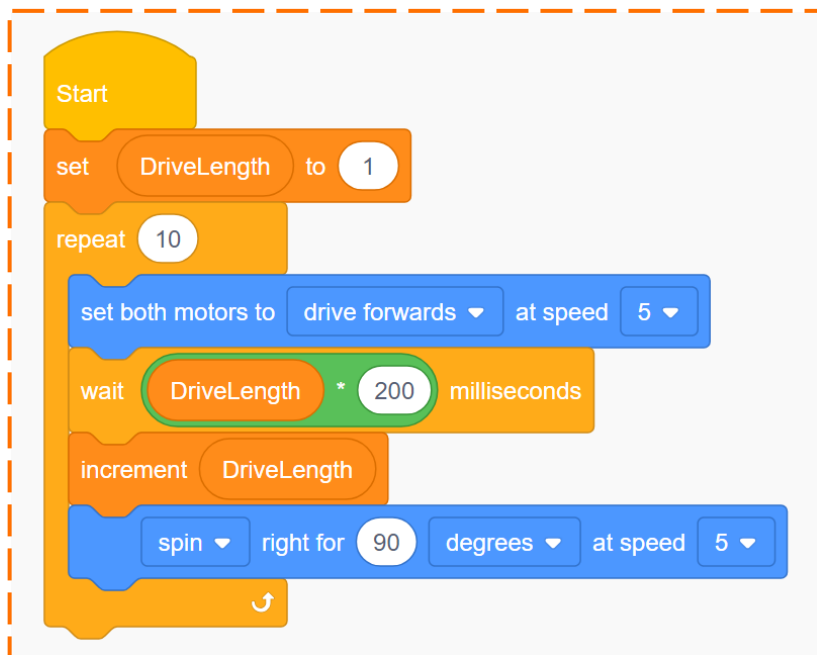 Start
set DriveLength to 1
repeat 10
set both motors to drive forwards at speed 5
wait DriveLength * 200 milliseconds
increment DriveLength
spin right for 90 degrees at speed 5